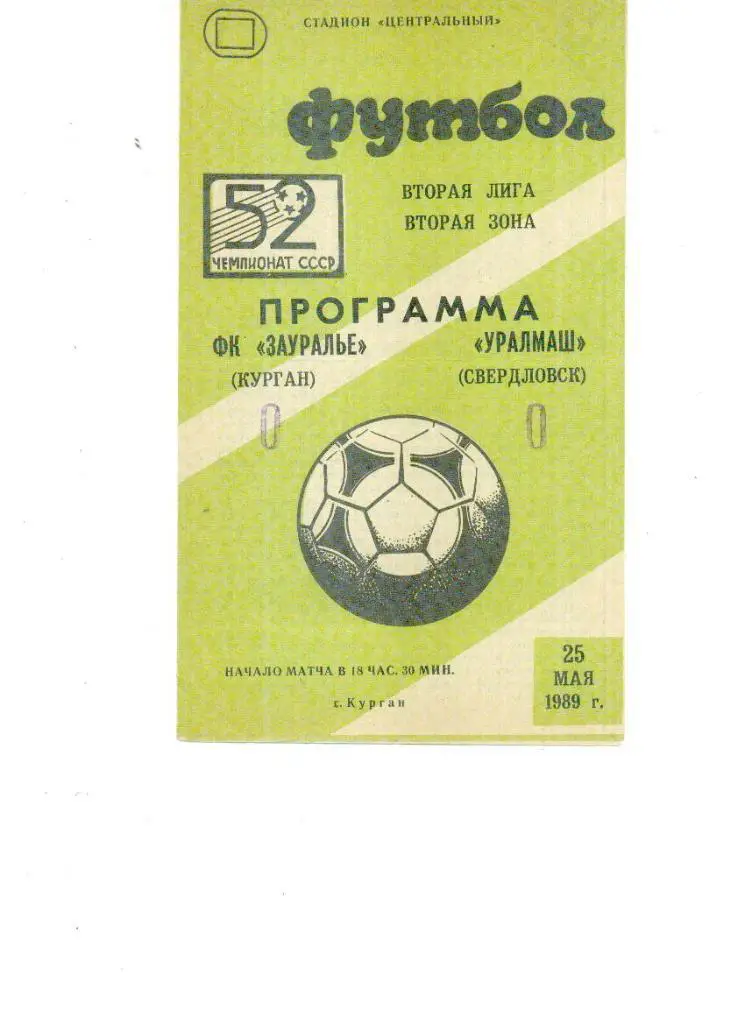 СТАДИОН «ЦЕНТРАЛЬНЫЙ»
футбол
52
ЧЕМПИОНАТ СССР
ВТОРАЯ ЛИГА
ВТОРАЯ ЗОНА
ПРОГРАММА
ФК «ЗАУРАЛЬЕ» «УРАЛМАШ»
(КУРГАН) (СВЕРДЛОВСК)
0 0
НАЧАЛО МАТЧА В 18 ЧАС. 30 МИН.
г. Курган
25
МАЯ
1989 г.